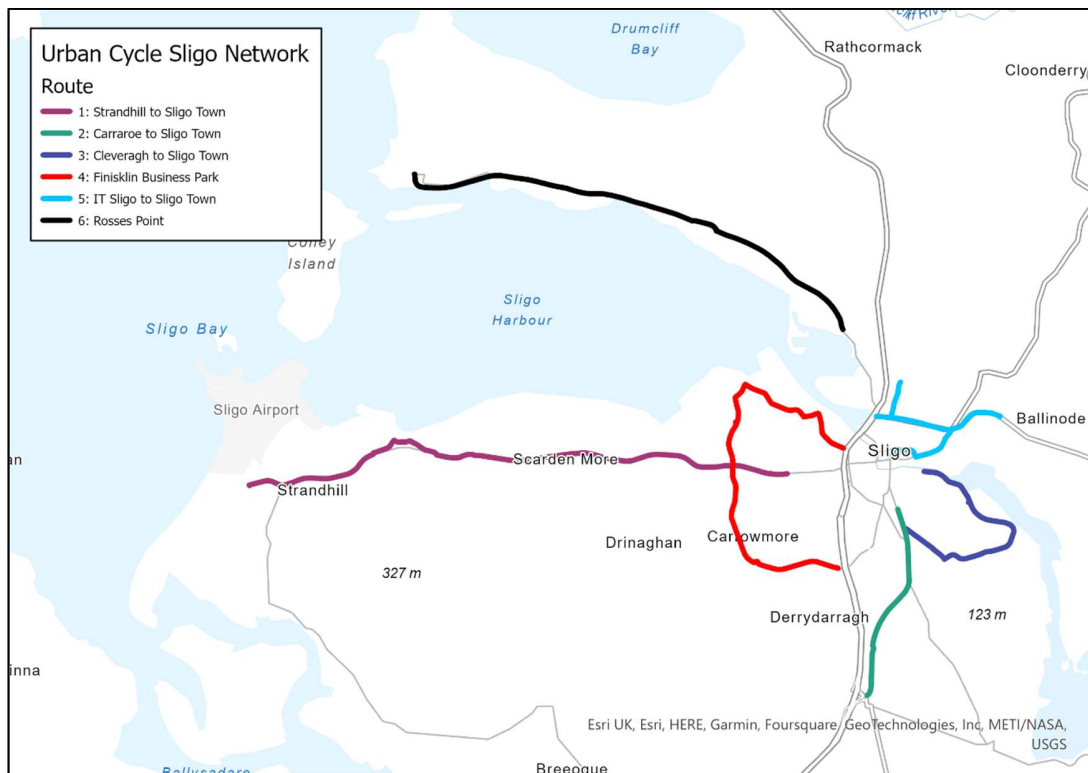 Urban Cycle Sligo Network
Route
1: Strandhill to Sligo Town
2: Carraroe to Sligo Town
3: Cleveragh to Sligo Town
4: Finisklin Business Park
5: IT Sligo to Sligo Town
6: Rosses Point
Drumcliff
Bay
Rathcormack
Cloonderry
Island
Sligo
Harbour
Sligo Bay
Sligo Airport
Ballinode
Sligo
Scarden More
Strandhill
Drinaghan
Carrowmore
327 m
Derrydarragh
123 m
inna
Esri UK, Esri, HERE, Garmin, Foursquare, GeoTechnologies, Inc, METI/NASA,
USGS
Breeogue